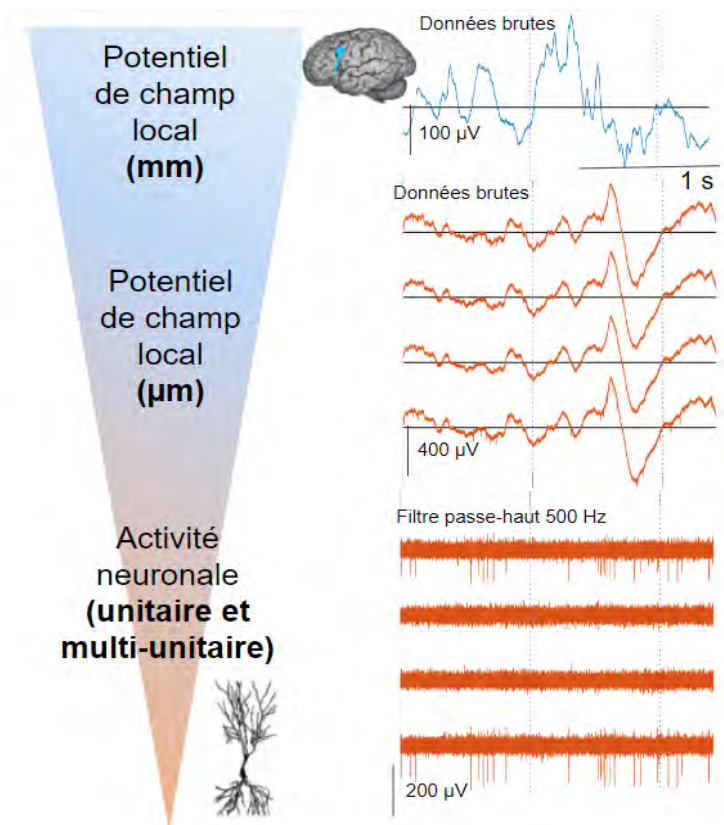 Potentiel
de champ
local
(mm)
Données brutes
100 µV
1 s
Données brutes
Potentiel
de champ
local
(µm)
400 µV
Filtre passe-haut 500 Hz
Activité
neuronale
(unitaire et
multi-unitaire)
200 µV